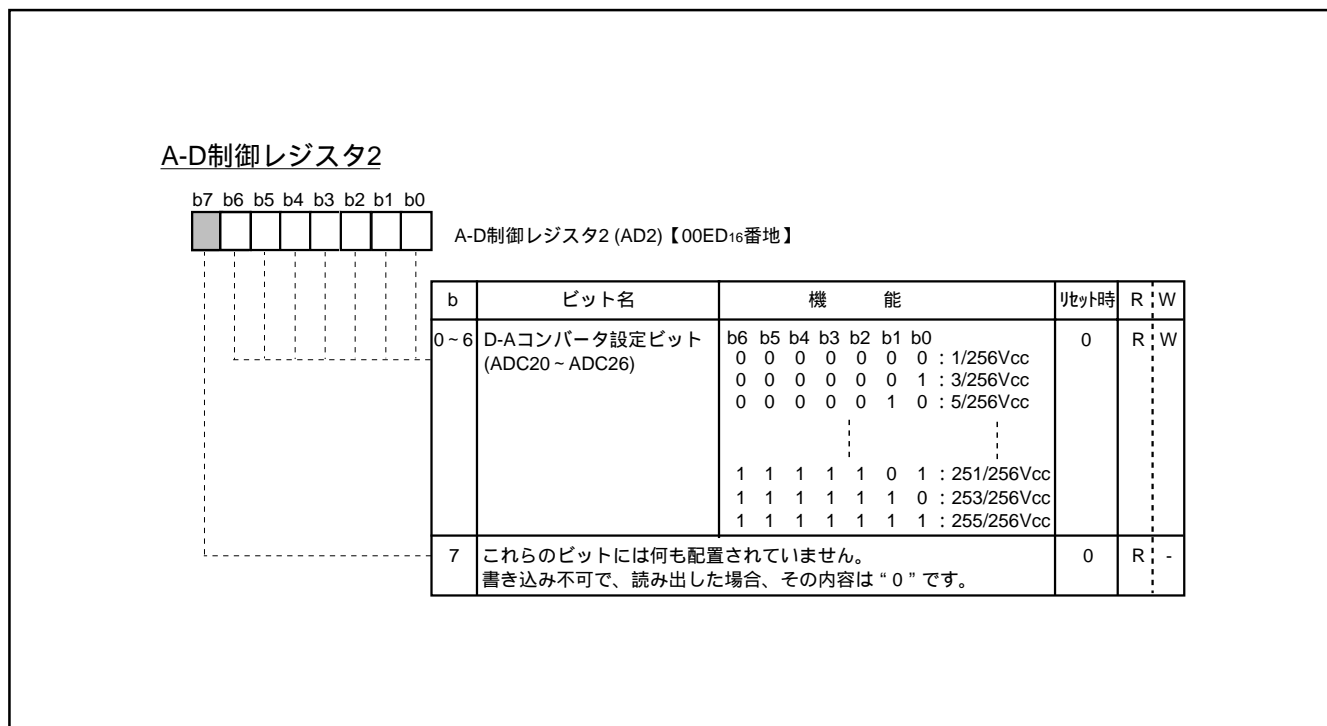 A-D制御レジスタ2
b7 b6 b5 b4 b3 b2 b1 b0
A-D制御レジスタ2 (AD2)【00ED16番地】
b ビット名 機 能 リセット時 R W
0~6 D-Aコンバータ設定ビット b6 b5 b4 b3 b2 b1 b0 0 R W
(ADC20~ADC26) 0 0 0 0 0 0 0 : 1/256Vcc
0 0 0 0 0 0 1 : 3/256Vcc
0 0 0 0 0 1 0 : 5/256Vcc
1 1 1 1 1 0 1 : 251/256Vcc
1 1 1 1 1 1 0 : 253/256Vcc
1 1 1 1 1 1 1 : 255/256Vcc
7 これらのビットには何も配置されていません。 0 R -
書き込み不可で、読み出した場合、その内容は“0”です。